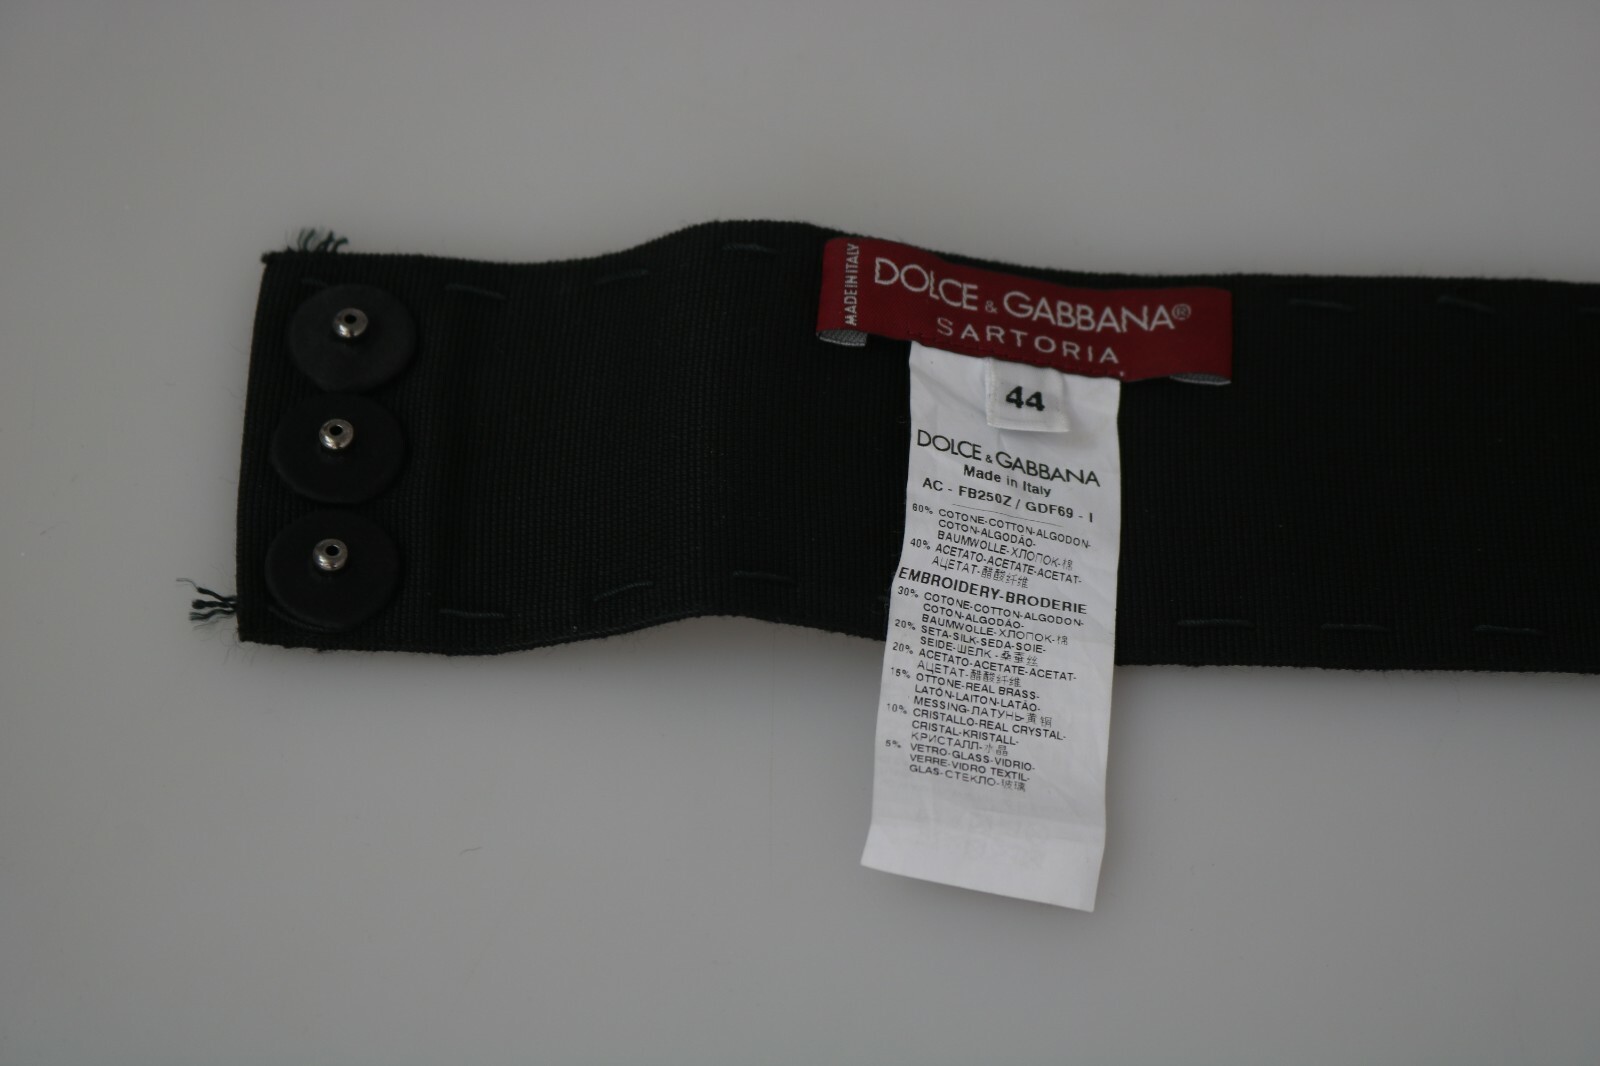 MADE IN ITALY
DOLCE & GABBANA®
SARTORIA
44
DOLCE & GABBANA
Made in Italy
AC - FB250Z / GDF69 - I
60% COTONE-COTTON-ALGODON-
COTON-ALGODÃO-
BAUMWOLLE-ХЛОПОК-棉
40% ACETATO-ACETATE-ACETAT-
АЦЕТАТ-醋酸纤维
EMBROIDERY-BRODERIE
30% COTONE-COTTON-ALGODON-
COTON-ALGODÃO-
BAUMWOLLE-ХЛОПОК-棉
20% SETA-SILK-SEDA-SOIE-
SEIDE-ШЕЛК-桑蚕丝
20% ACETATO-ACETATE-ACETAT-
АЦЕТАТ-醋酸纤维
15% OTTONE-REAL BRASS-
LATÓN-LAITON-LATÃO-
MESSING-ЛАТУНЬ-黄铜
10% CRISTALLO-REAL CRYSTAL-
CRISTAL-KRISTALL-
КРИСТАЛЛ-水晶
5% VETRO-GLASS-VIDRIO-
VERRE-VIDRO TEXTIL-
GLAS-СТЕКЛО-玻璃